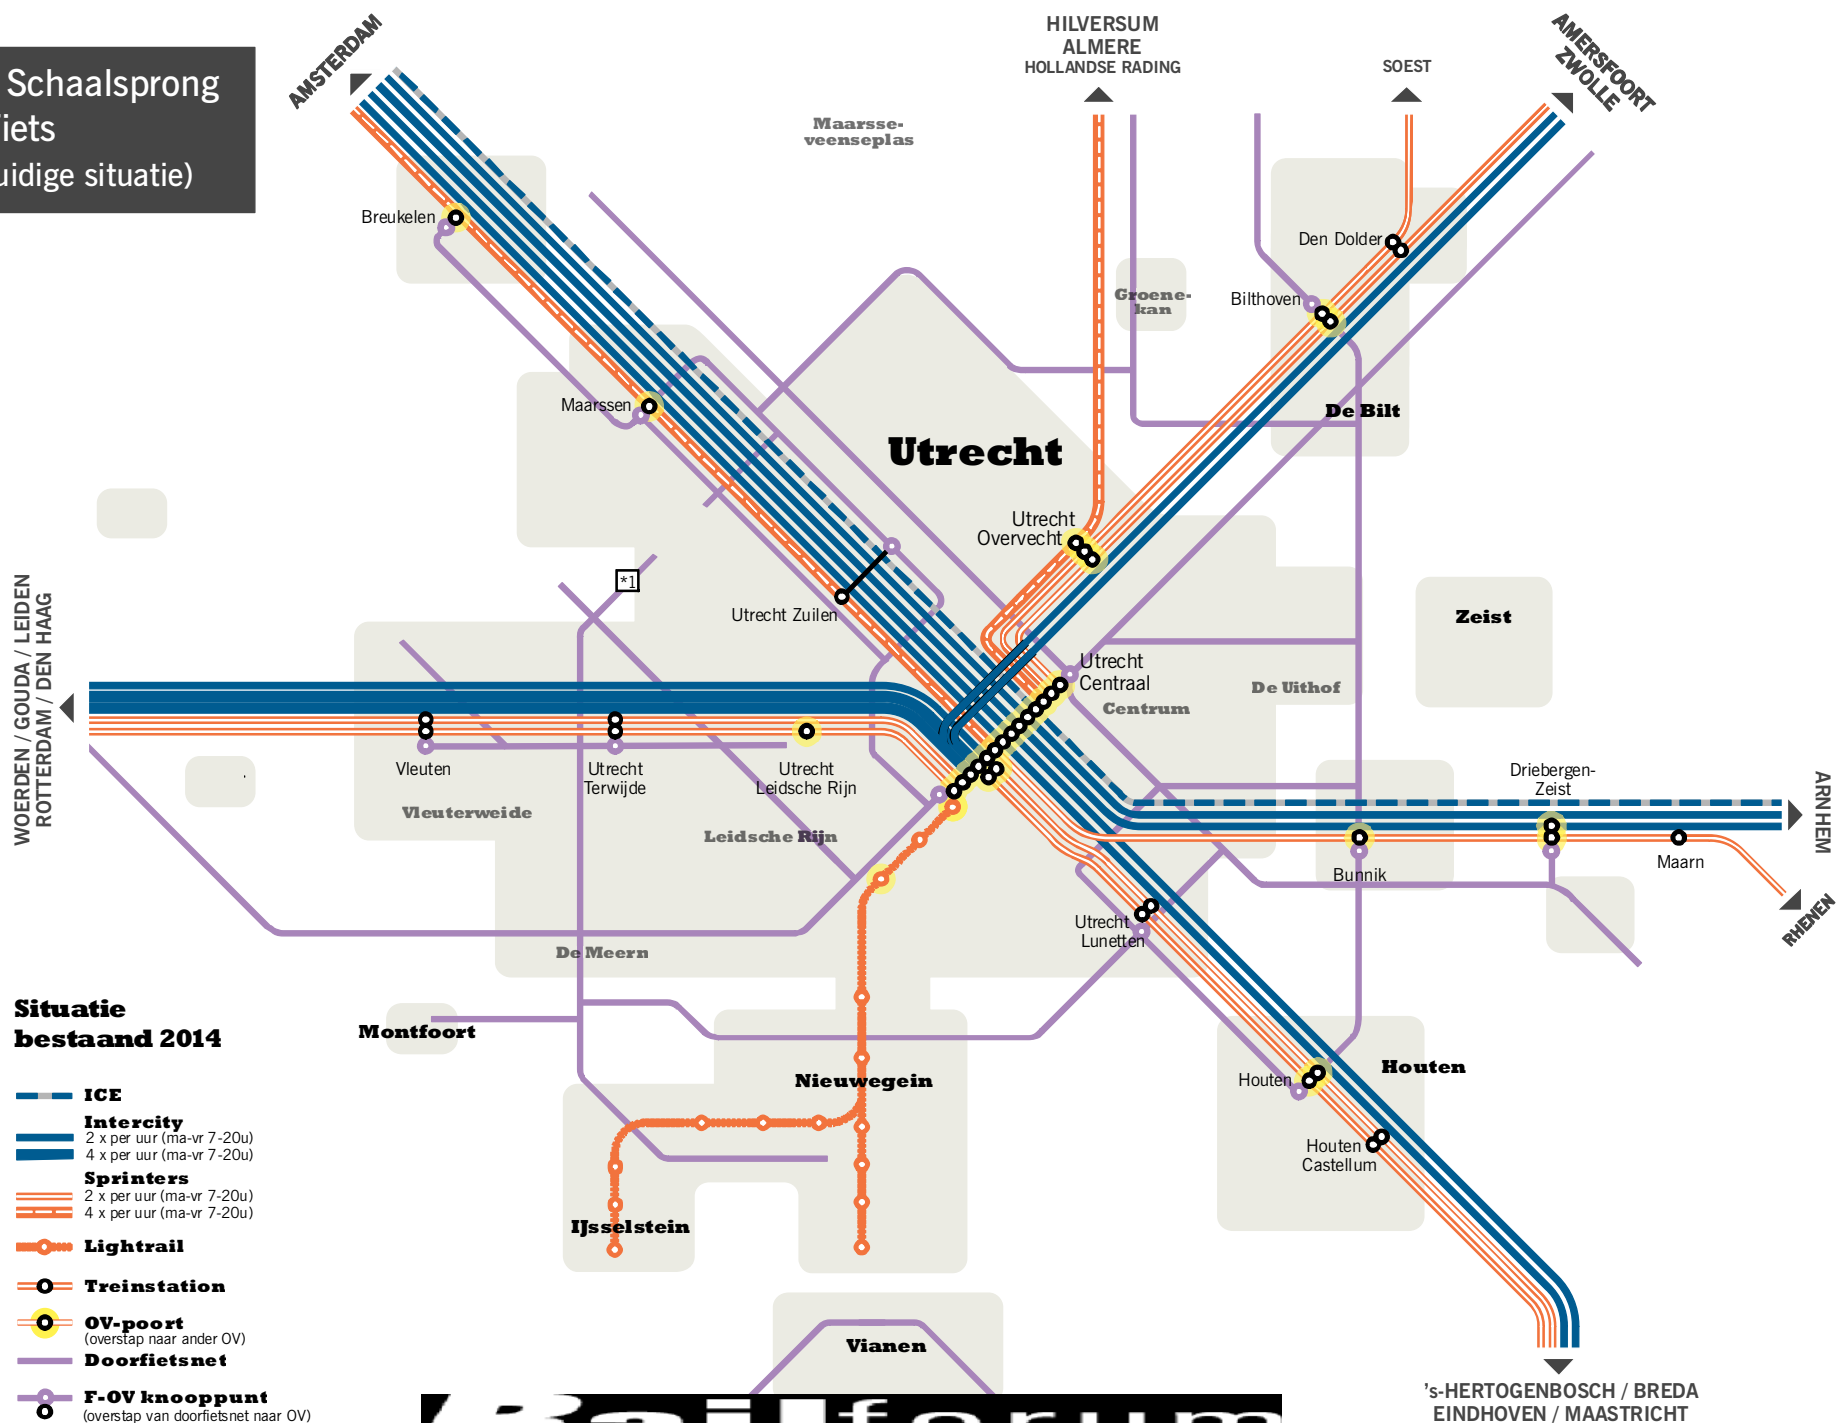 Schaalsprong
iets
uidige situatie)
AMSTERDAM
HILVERSUM
ALMERE
HOLLANDSE RADING
SOEST
AMERSFOORT
ZWOLLE
Maarsse-
veenseplas
Breukelen
Den Dolder
Bilthoven
Groene-
kan
Maarssen
De Bilt
Utrecht
Utrecht
Overvecht
*1
Utrecht Zuilen
Zeist
WOERDEN / GOUDA / LEIDEN
ROTTERDAM / DEN HAAG
Utrecht
Centraal
De Uithof
Centrum
Vleuten
Utrecht
Terwijde
Utrecht
Leidsche Rijn
Driebergen-
Zeist
ARNHEM
Vleuterweide
Leidsche Rijn
Bunnik
Maarn
RHENEN
Utrecht
Lunetten
De Meern
Montfoort
Situatie
bestaand 2014
Nieuwegein
Houten
Houten
Houten
Castellum
IJsselstein
Vianen
ICE
Intercity
2 x per uur (ma-vr 7-20u)
4 x per uur (ma-vr 7-20u)
Sprinters
2 x per uur (ma-vr 7-20u)
4 x per uur (ma-vr 7-20u)
Lightrail
Treinstation
OV-poort
(overstap naar ander OV)
Doorfietsnet
F-OV knooppunt
(overstap van doorfietsnet naar OV)
Railforum
's-HERTOGENBOSCH / BREDA
EINDHOVEN / MAASTRICHT